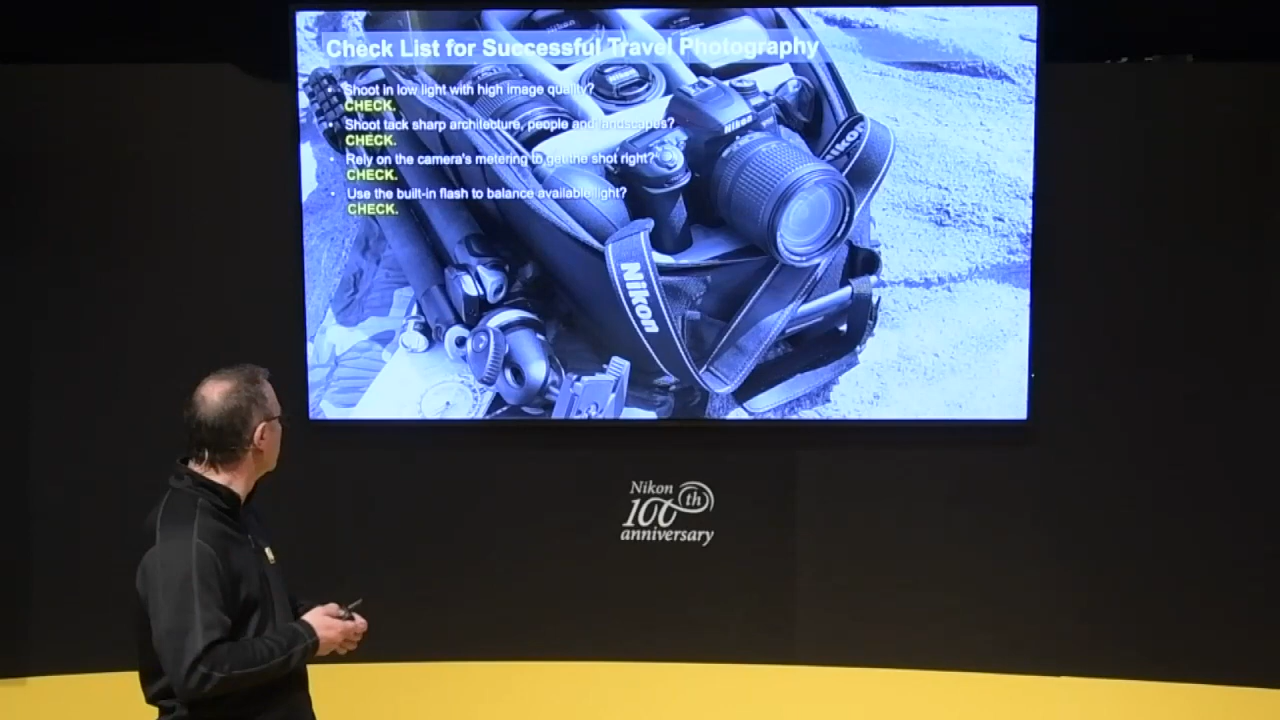 Check List for Successful Travel Photography
• Shoot in low light with high image quality?
CHECK.
• Shoot tack sharp architecture, people and landscapes?
CHECK.
• Rely on the camera's metering to get the shot right?
CHECK.
• Use the built-in flash to balance available light?
CHECK.
Nikon
Nikon
Nikon
Nikon
Nikon
100th
anniversary